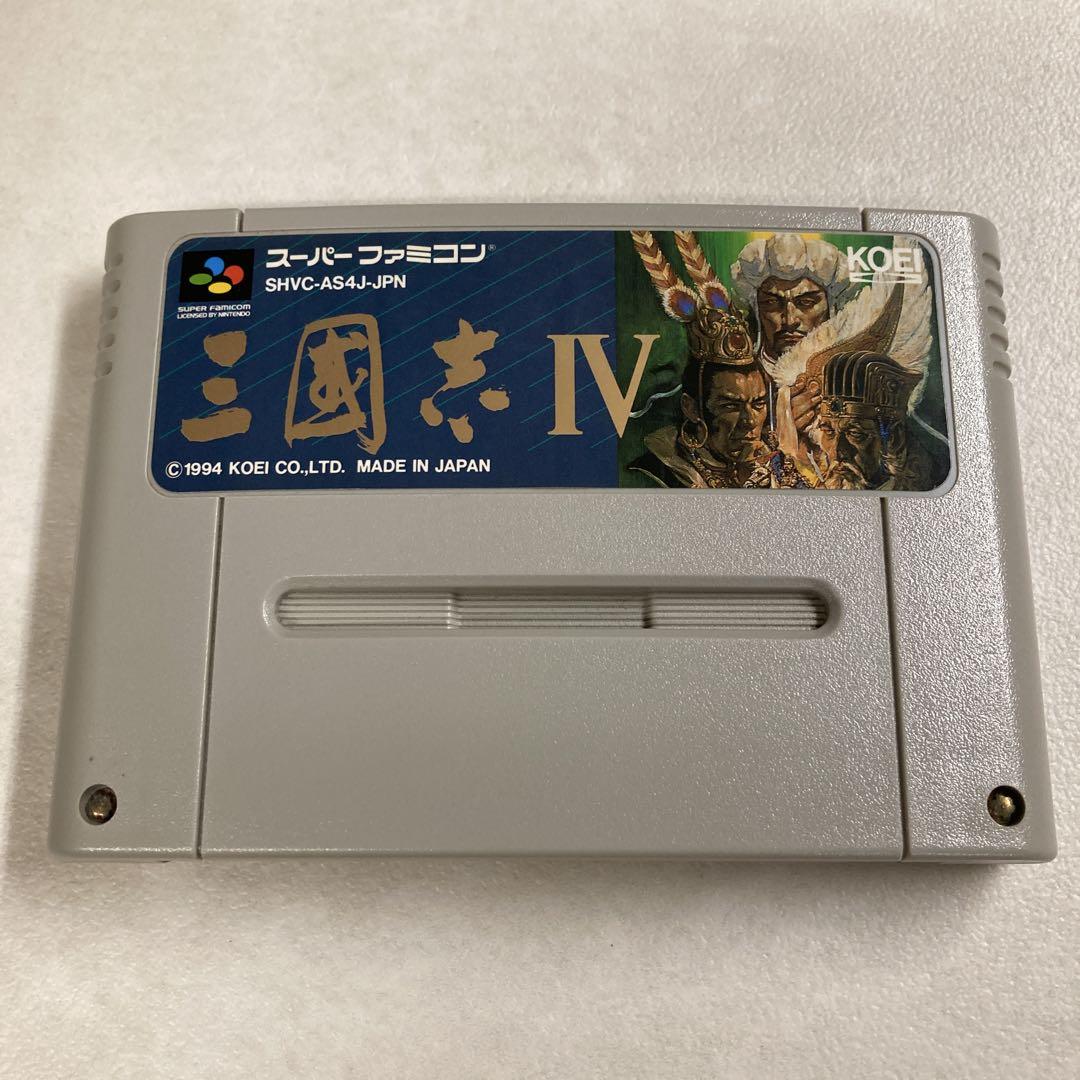 スーパーファミコン®
SHVC-AS4J-JPN
SUPER FAMICOM
LICENSED BY NINTENDO
KOEI
三國志 IV
©1994 KOEI CO.,LTD. MADE IN JAPAN